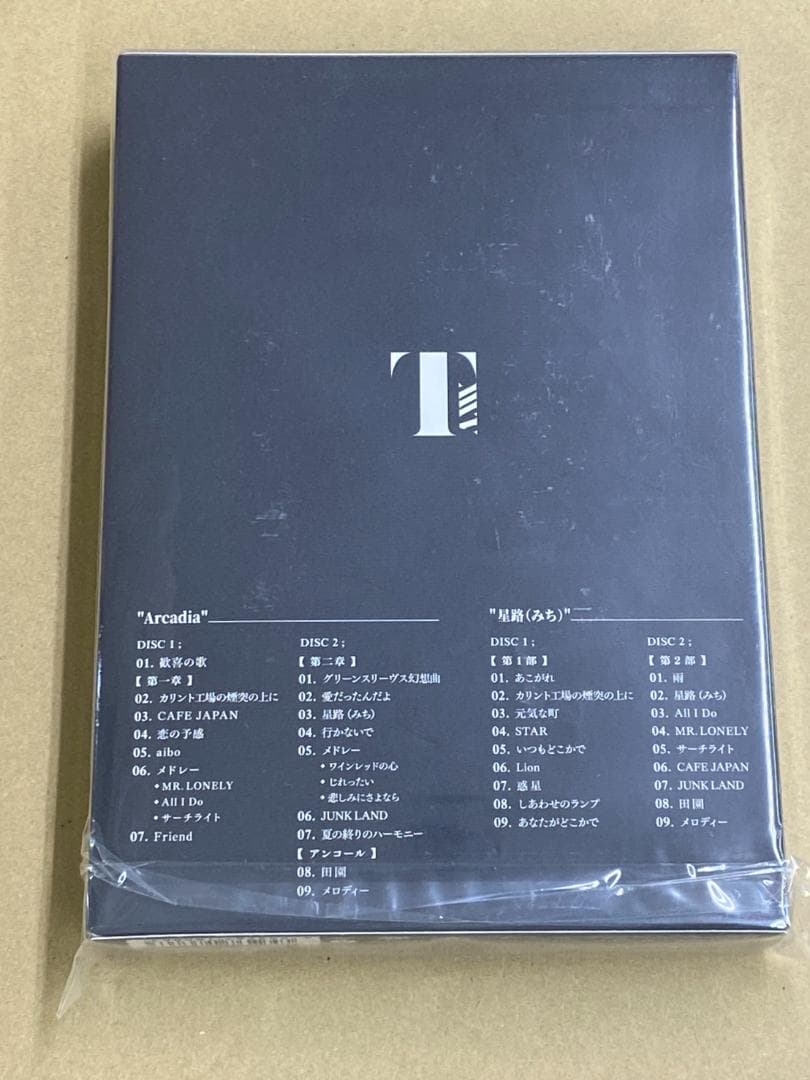 T
"Arcadia"
DISC 1 ;
01. 歓喜の歌
【 第一章 】
02. カリント工場の煙突の上に
03. CAFE JAPAN
04. 恋の予感
05. aibo
06. メドレー
• MR. LONELY
• All I Do
• サーチライト
07. Friend
DISC 2 ;
【 第二章 】
01. グリーンスリーヴス幻想曲
02. 愛だったんだよ
03. 星路(みち)
04. 行かないで
05. メドレー
• ワインレッドの心
• じれったい
• 悲しみにさよなら
06. JUNK LAND
07. 夏の終りのハーモニー
【 アンコール 】
08. 田園
09. メロディー
"星路(みち)"
DISC 1 ;
【 第1部 】
01. あこがれ
02. カリント工場の煙突の上に
03. 元気な町
04. STAR
05. いつもどこかで
06. Lion
07. 惑星
08. しあわせのランプ
09. あなたがどこかで
DISC 2 ;
【 第2部 】
01. 雨
02. 星路(みち)
03. All I Do
04. MR. LONELY
05. サーチライト
06. CAFE JAPAN
07. JUNK LAND
08. 田園
09. メロディー